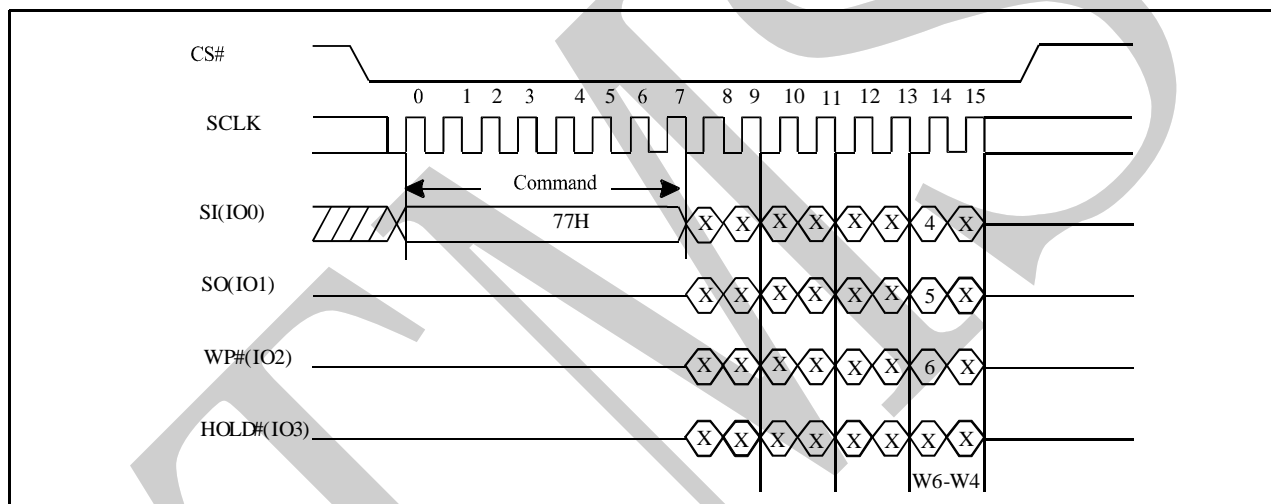 CS#
0 1 2 3 4 5 6 7 8 9 10 11 12 13 14 15
SCLK
Command
SI(IO0) 77H X X X X X X 4 X
SO(IO1) X X X X X X 5 X
WP#(IO2) X X X X X X 6 X
HOLD#(IO3) X X X X X X X X
W6-W4